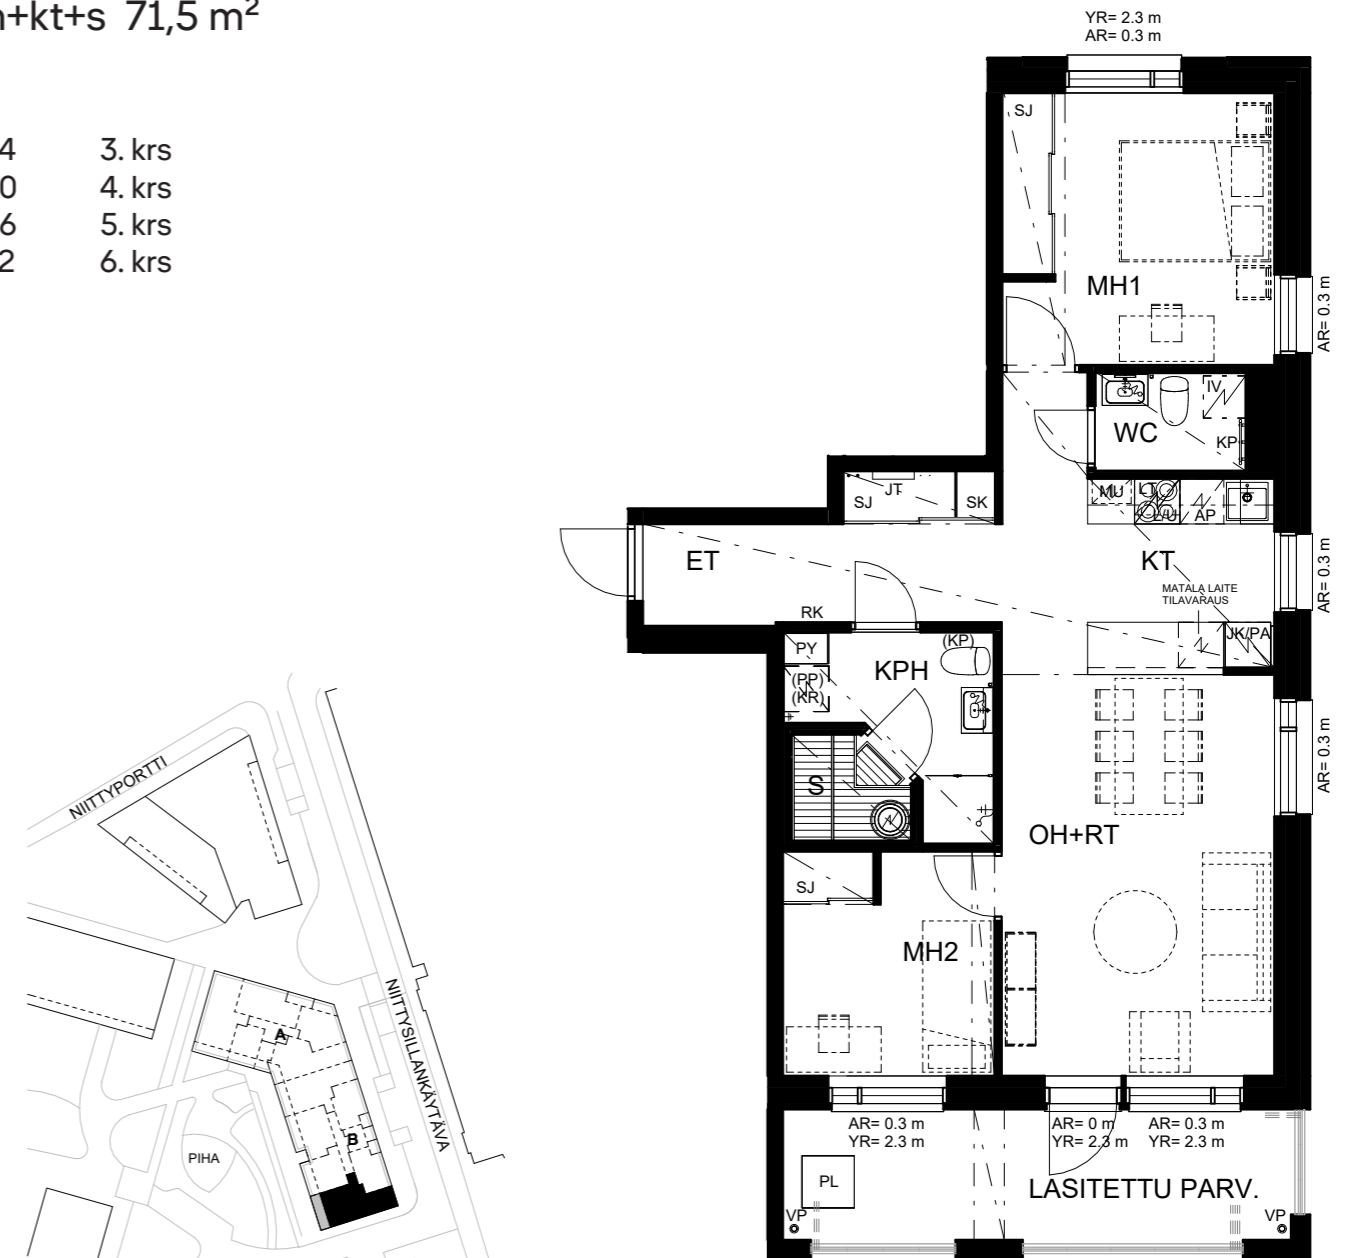 h+kt+s 71,5 m²
4 3. krs
0 4. krs
6 5. krs
2 6. krs
YR= 2.3 m
AR= 0.3 m
SJ
MH1
AR= 0.3 m
IV
WC
KP
SJ
JT
SK
MU
LT
L/U
AP
ET
KT
AR= 0.3 m
MATALA LAITE
TILAVARAUS
RK
JK/PA
PY
(KP)
KPH
(PP)
(KR)
S
AR= 0.3 m
OH+RT
SJ
MH2
AR= 0.3 m
YR= 2.3 m
AR= 0 m
YR= 2.3 m
AR= 0.3 m
YR= 2.3 m
PL
LASITETTU PARV.
VP
VP
NIITTYPORTTI
NIITTYSILLANKÄYTÄVÄ
A
B
PIHA